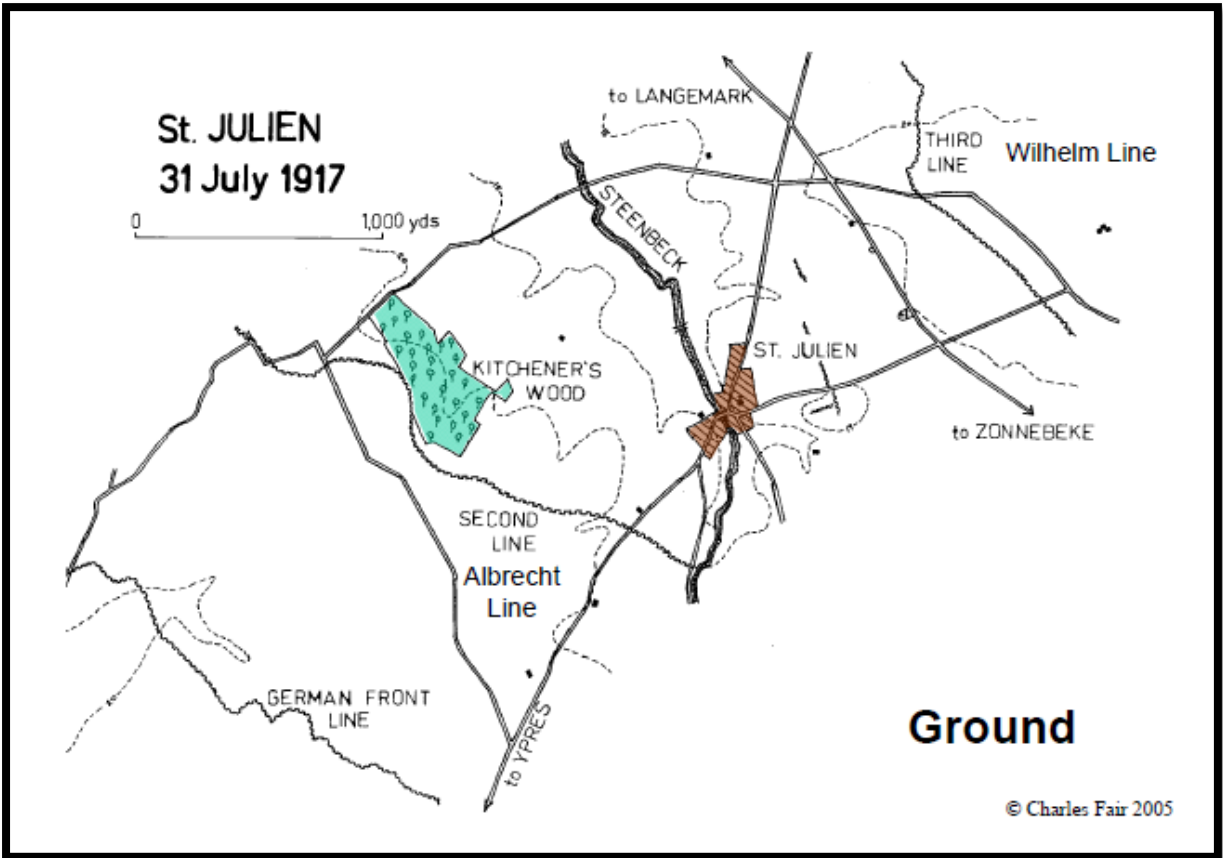 St. JULIEN
31 July 1917
0
1,000 yds
to LANGEMARK
THIRD
LINE
Wilhelm Line
STEENBECK
ST. JULIEN
KITCHENER'S
WOOD
to ZONNEBEKE
SECOND
LINE
Albrecht
Line
GERMAN FRONT
LINE
to YPRES
Ground
© Charles Fair 2005